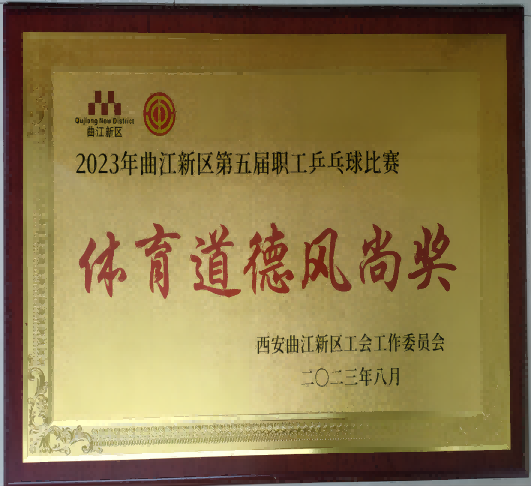 Qujiang New District
曲江新区
2023年曲江新区第五届职工乒乓球比赛
体育道德风尚奖
西安曲江新区工会工作委员会
二〇二三年八月